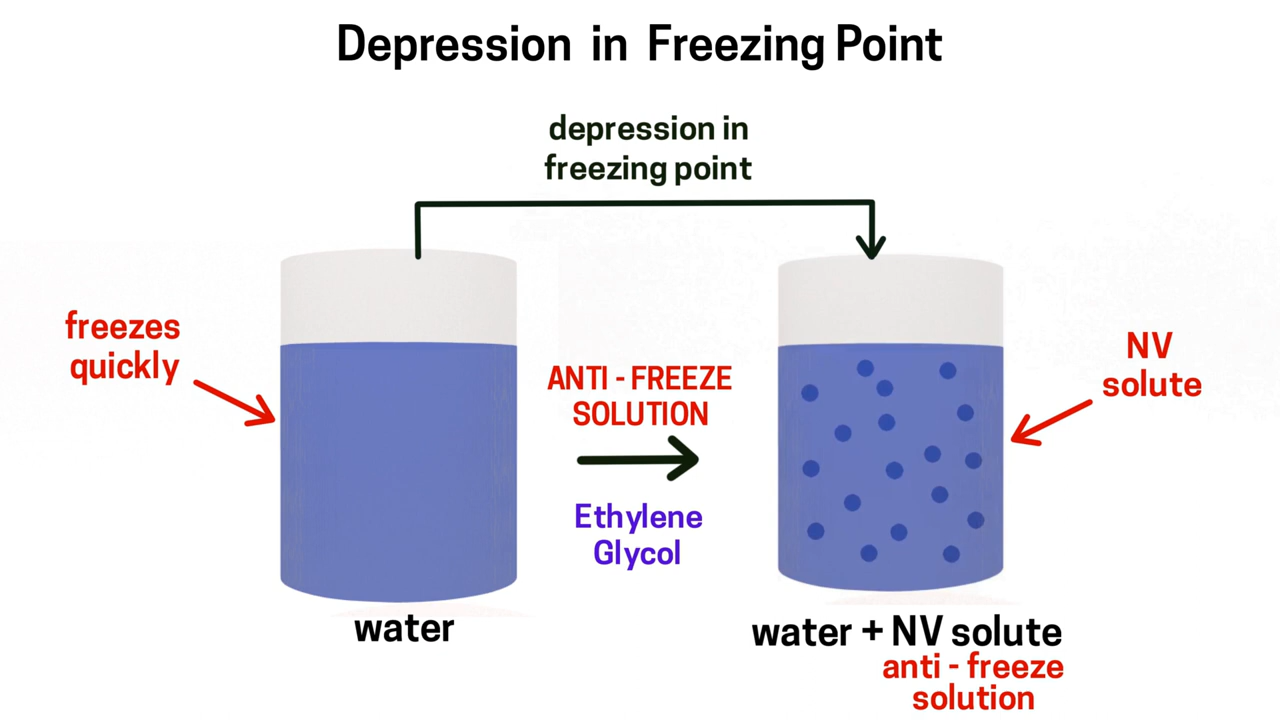 Depression in Freezing Point
depression in
freezing point
freezes
quickly
ANTI - FREEZE
SOLUTION
Ethylene
Glycol
NV
solute
water
water + NV solute
anti - freeze
solution